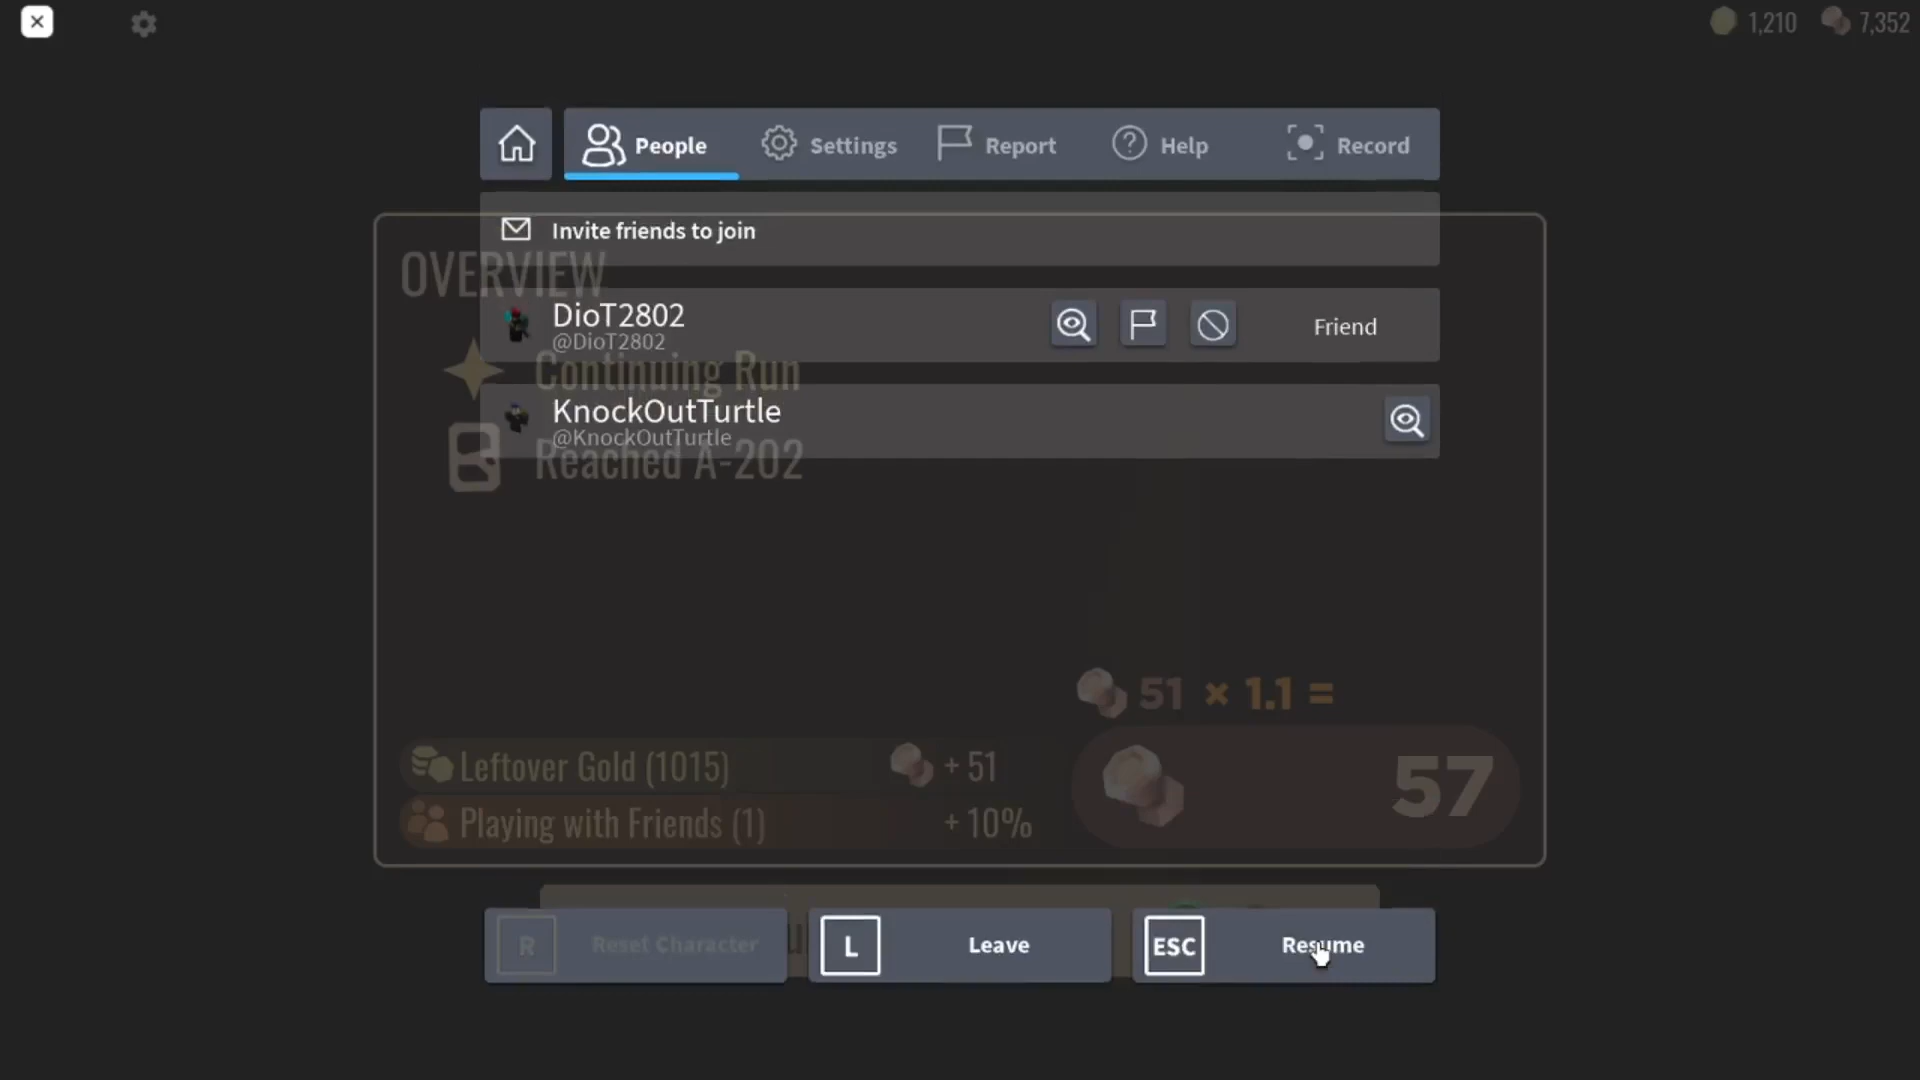 1,210 7,352
People Settings Report Help Record
Invite friends to join
OVERVIEW
DioT2802
@DioT2802
Friend
Continuing Run
KnockOutTurtle
@KnockOutTurtle
Reached A-202
51 × 1.1 =
Leftover Gold (1015) + 51
57
Playing with Friends (1) + 10%
R Reset Character
L Leave
ESC Resume